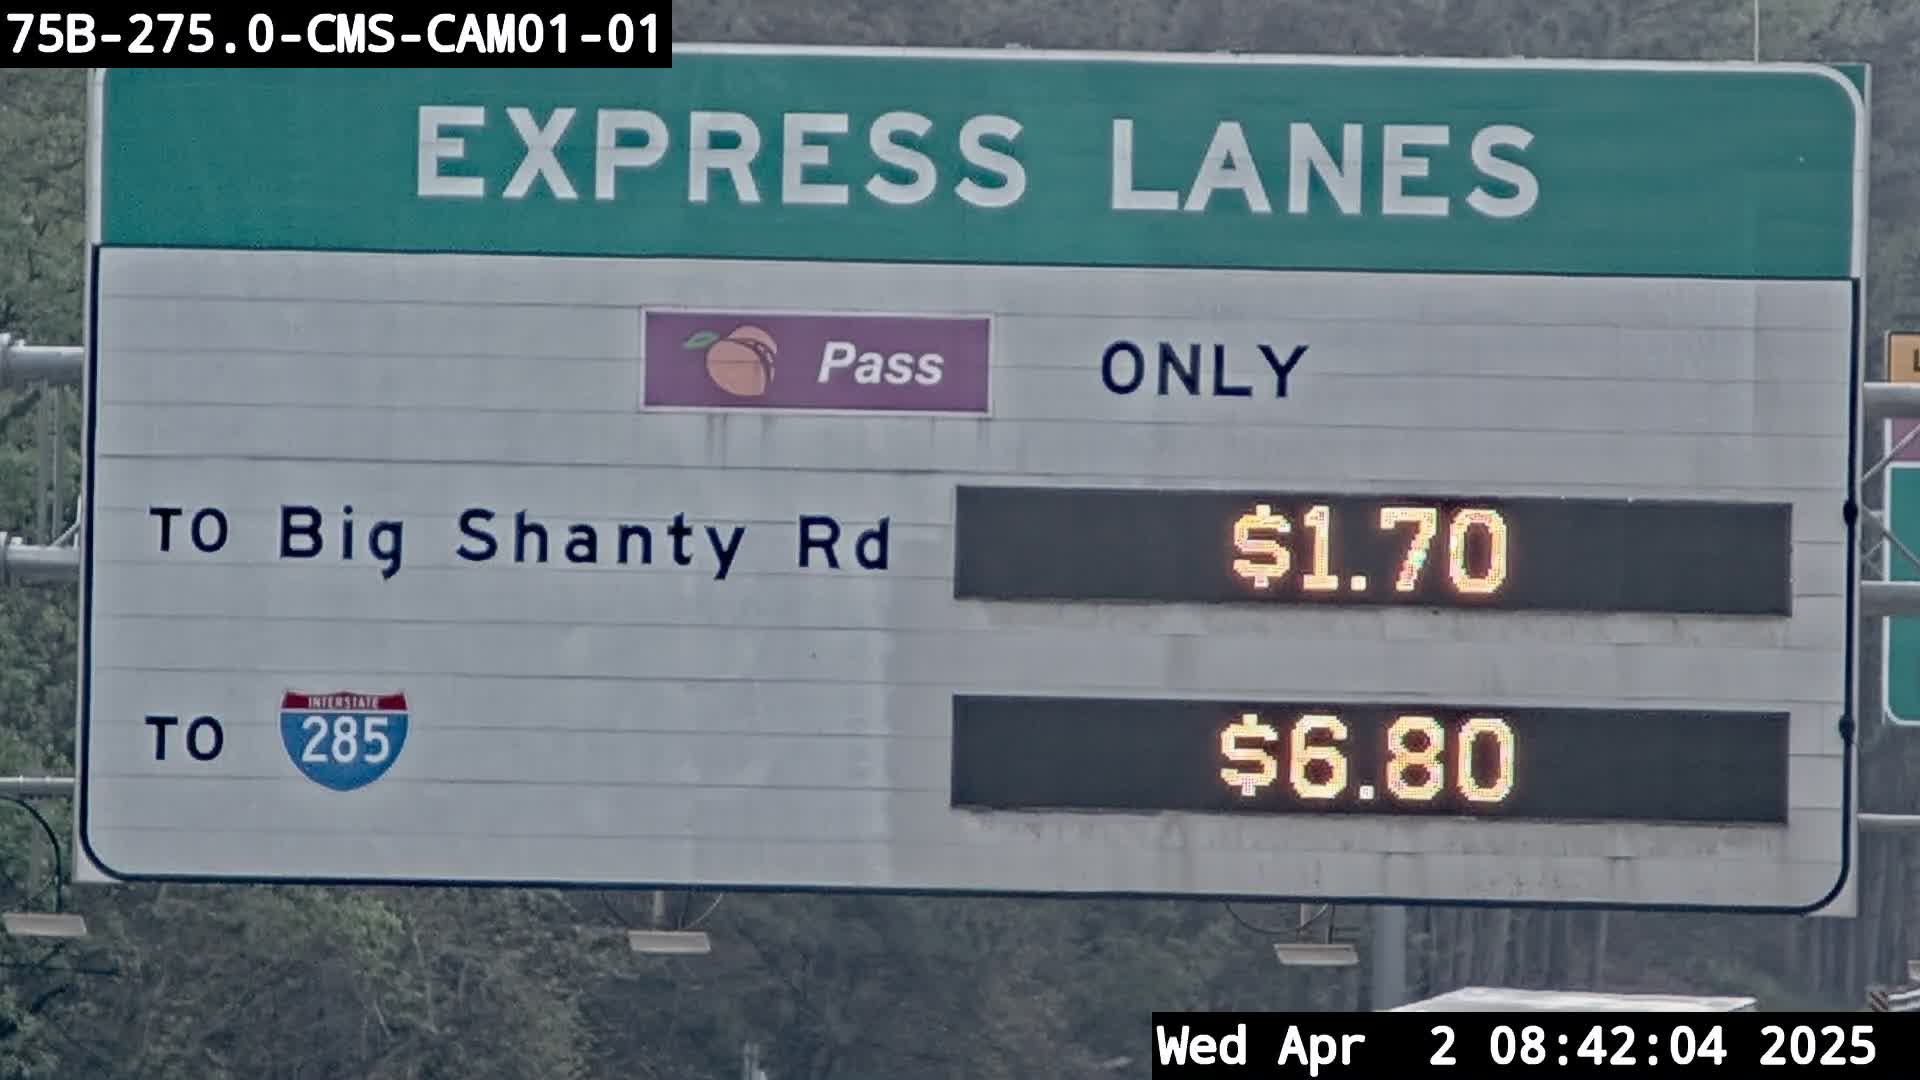 75B-275.0-CMS-CAM01-01
EXPRESS LANES
Pass ONLY
TO Big Shanty Rd $1.70
TO INTERSTATE 285 $6.80
Wed Apr 2 08:42:04 2025